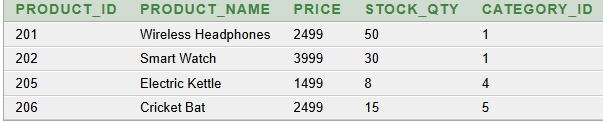 PRODUCT_ID PRODUCT_NAME PRICE STOCK_QTY CATEGORY_ID
201 Wireless Headphones 2499 50 1
202 Smart Watch 3999 30 1
205 Electric Kettle 1499 8 4
206 Cricket Bat 2499 15 5